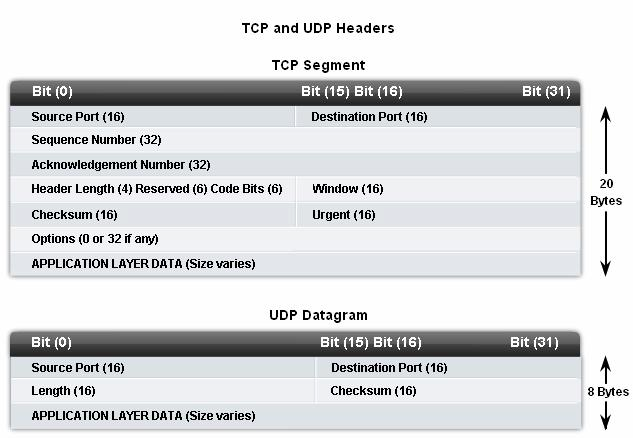 TCP and UDP Headers
TCP Segment
Bit (0) Bit (15) Bit (16) Bit (31)
Source Port (16) Destination Port (16)
Sequence Number (32)
Acknowledgement Number (32)
Header Length (4) Reserved (6) Code Bits (6) Window (16)
Checksum (16) Urgent (16)
Options (0 or 32 if any)
APPLICATION LAYER DATA (Size varies)
20
Bytes
UDP Datagram
Bit (0) Bit (15) Bit (16) Bit (31)
Source Port (16) Destination Port (16)
Length (16) Checksum (16)
APPLICATION LAYER DATA (Size varies)
8 Bytes